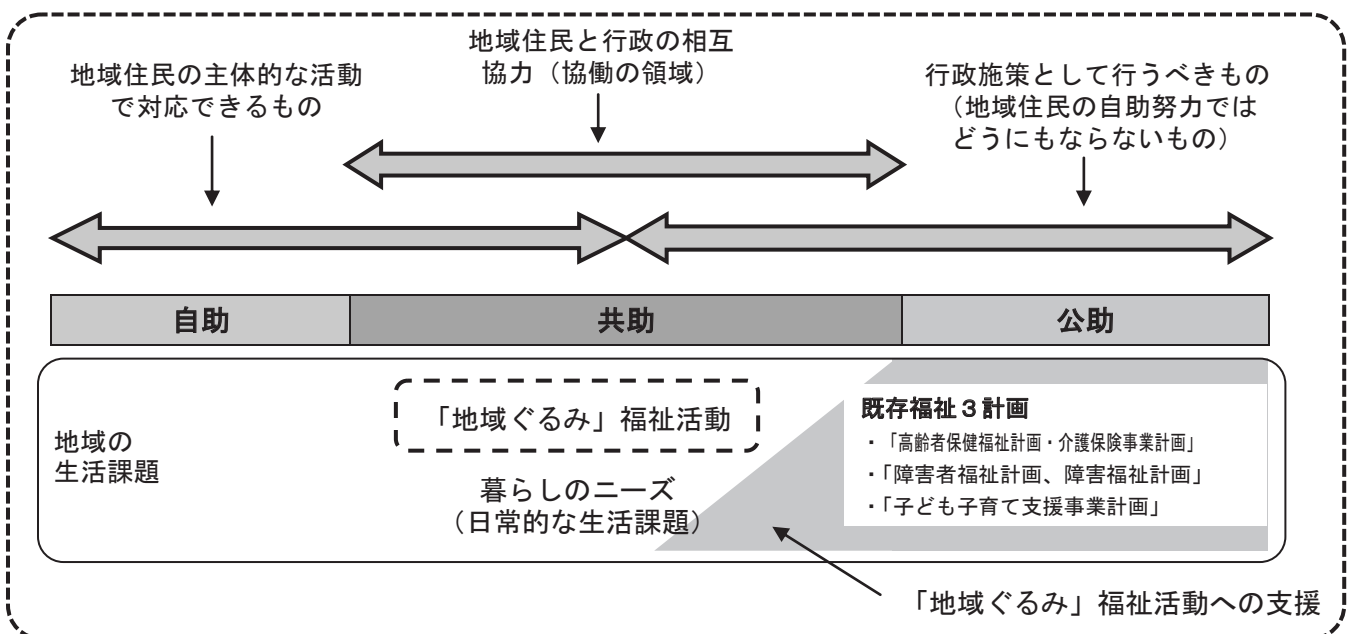 地域住民の主体的な活動
で対応できるもの
地域住民と行政の相互
協力（協働の領域）
行政施策として行うべきもの
（地域住民の自助努力では
どうにもならないもの）
自助
共助
公助
地域の
生活課題
「地域ぐるみ」福祉活動
暮らしのニーズ
（日常的な生活課題）
既存福祉３計画
・「高齢者保健福祉計画・介護保険事業計画」
・「障害者福祉計画、障害福祉計画」
・「子ども子育て支援事業計画」
「地域ぐるみ」福祉活動への支援